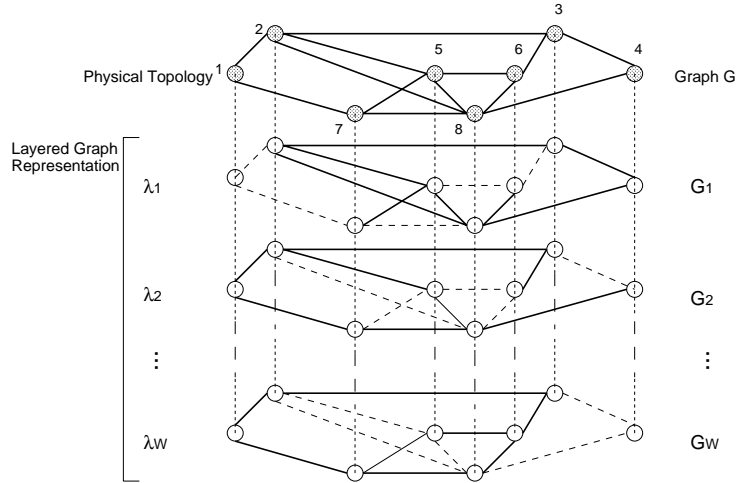 3
2
5
6
4
1
Physical Topology
Graph G
7
8
Layered Graph
Representation
λ1
G1
λ2
G2
...
...
λW
GW